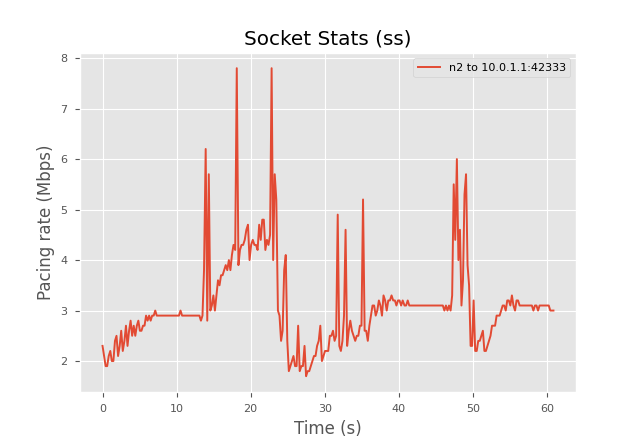 Socket Stats (ss)
n2 to 10.0.1.1:42333
Pacing rate (Mbps)
8
7
6
5
4
3
2
0 10 20 30 40 50 60
Time (s)